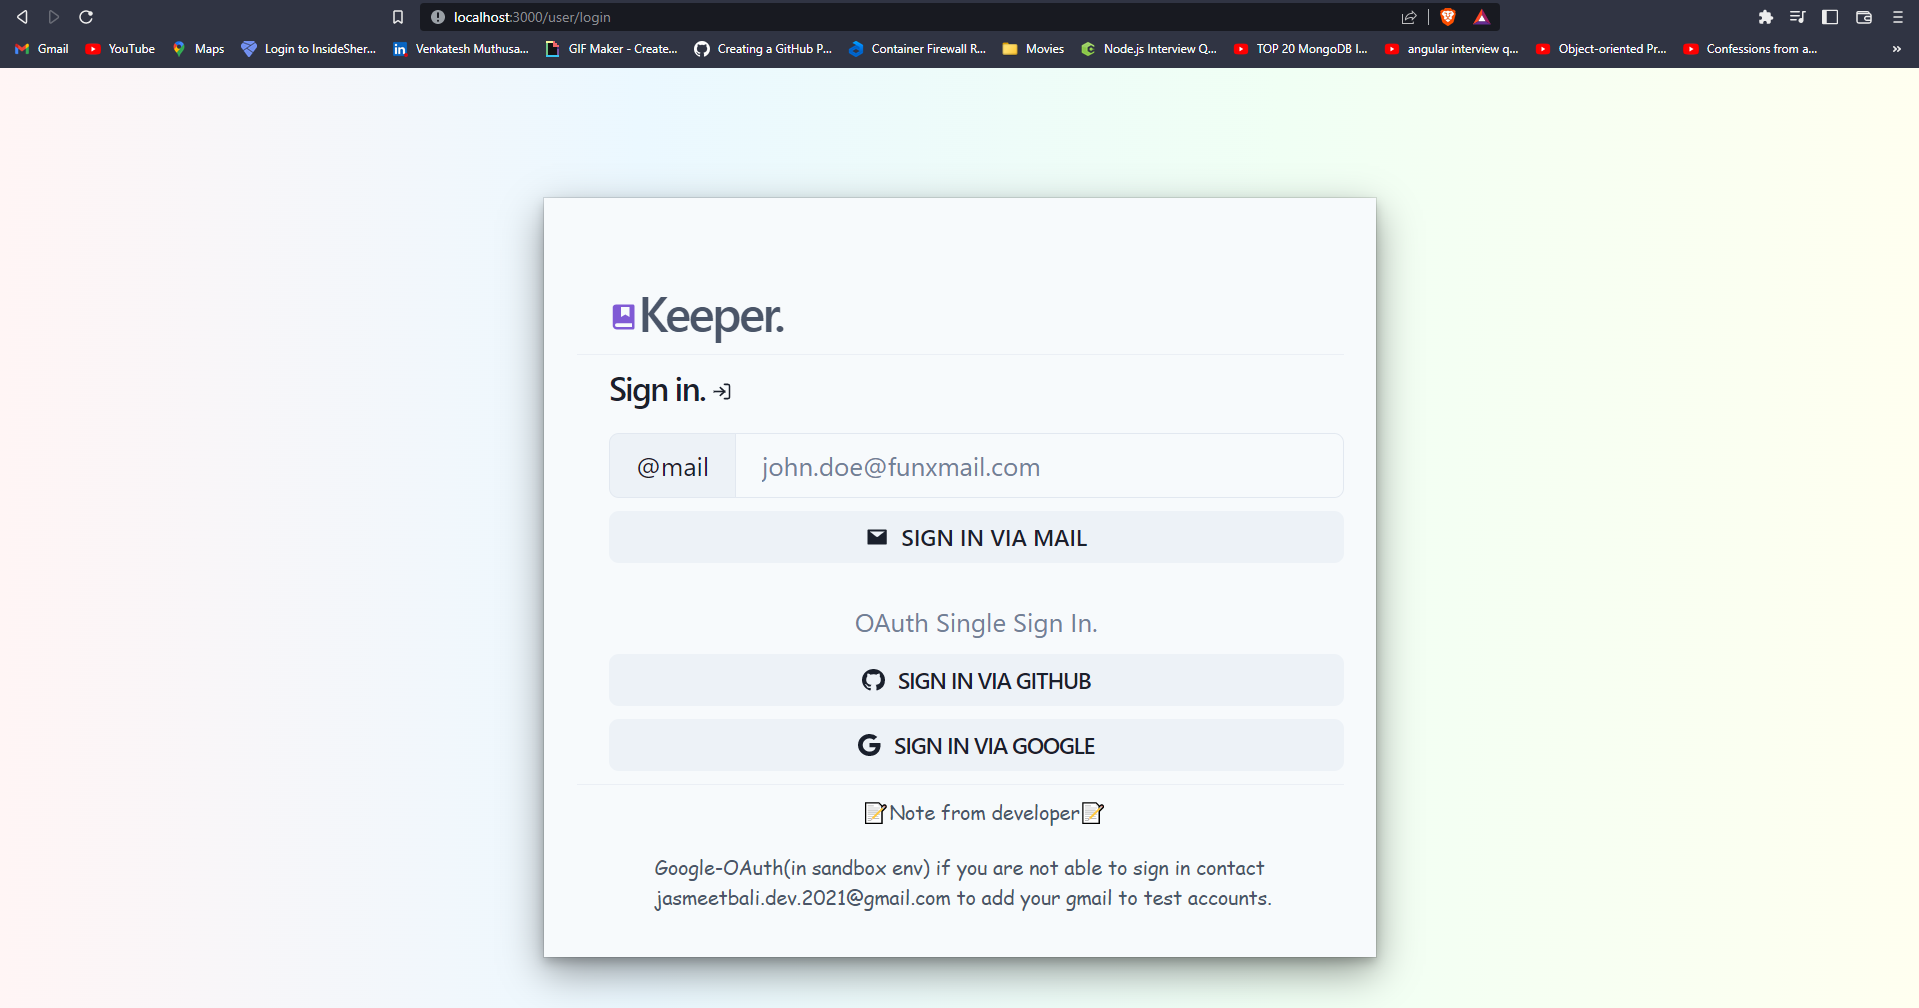 localhost:3000/user/login
Gmail YouTube Maps Login to InsideSher... Venkatesh Muthusa... GIF Maker - Create... Creating a GitHub P... Container Firewall R... Movies Node.js Interview Q... TOP 20 MongoDB I... angular interview q... Object-oriented Pr... Confessions from a... »
Keeper.
Sign in.
@mail john.doe@funxmail.com
SIGN IN VIA MAIL
OAuth Single Sign In.
SIGN IN VIA GITHUB
SIGN IN VIA GOOGLE
📝Note from developer📝
Google-OAuth(in sandbox env) if you are not able to sign in contact
jasmeetbali.dev.2021@gmail.com to add your gmail to test accounts.